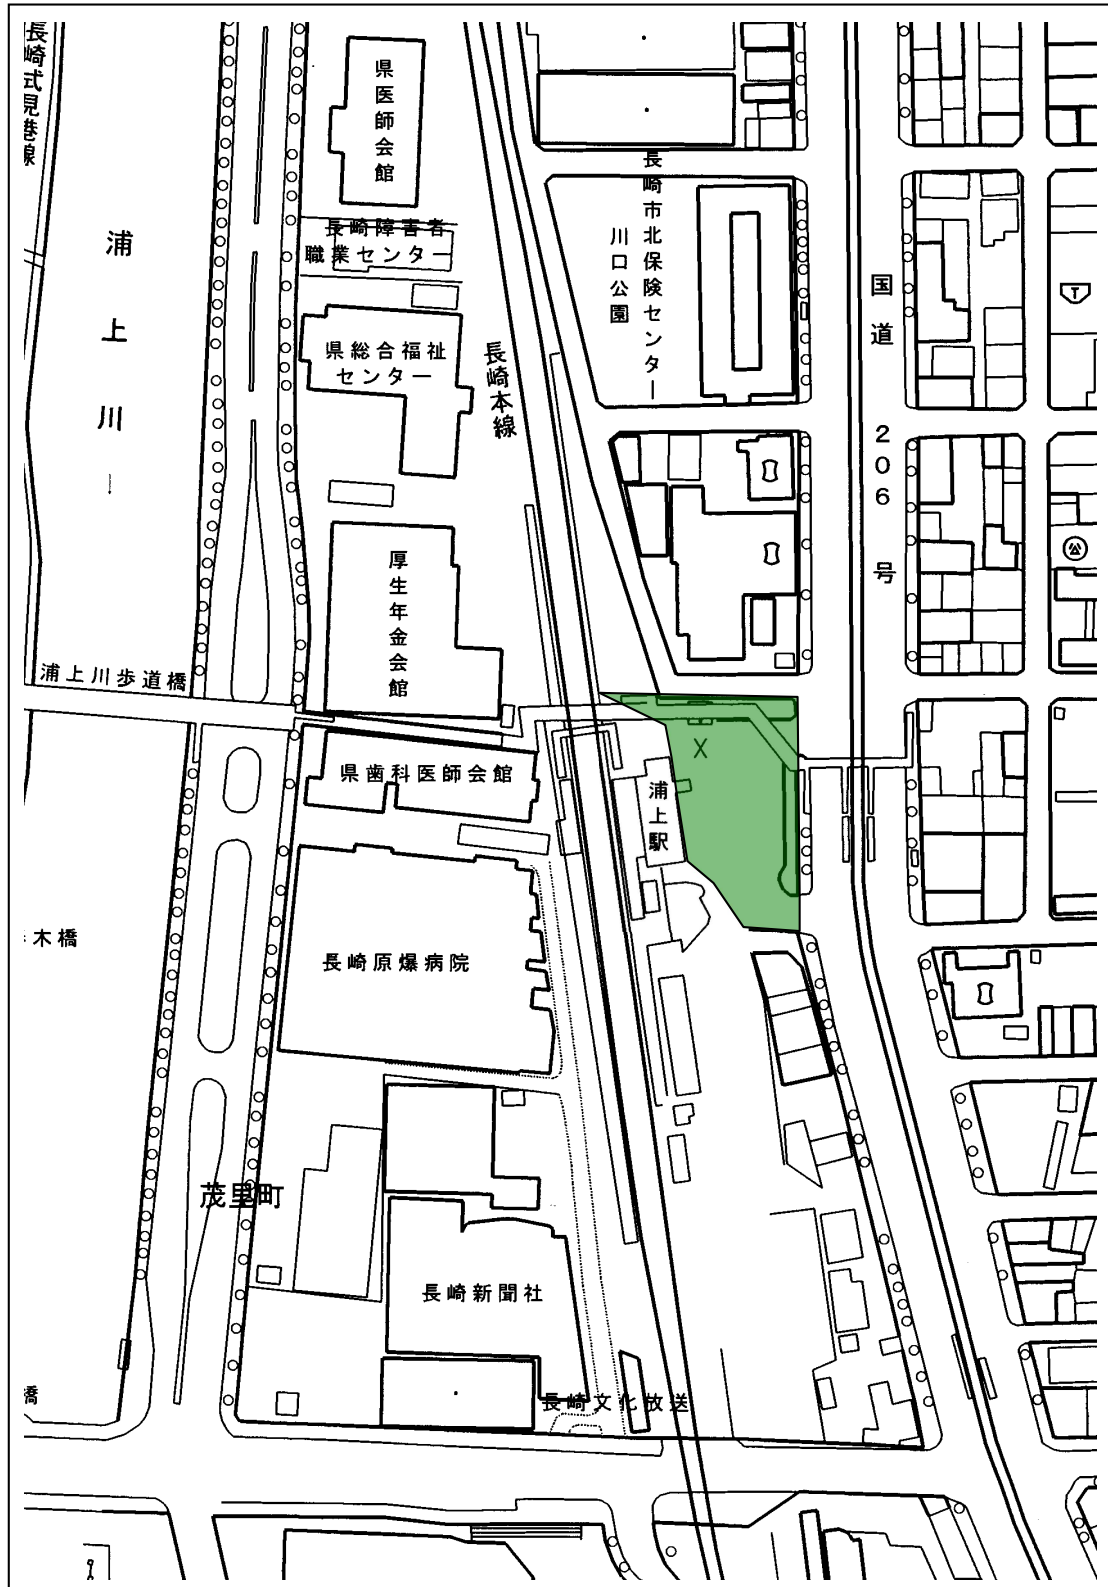 長崎式見港線
県医師会館
長崎市北保険センター
川口公園
長崎障害者
職業センター
浦上川
国道206号
県総合福祉
センター
長崎本線
厚生年金会館
浦上川歩道橋
県歯科医師会館
浦上駅
木橋
長崎原爆病院
茂里町
長崎新聞社
長崎文化放送
橋